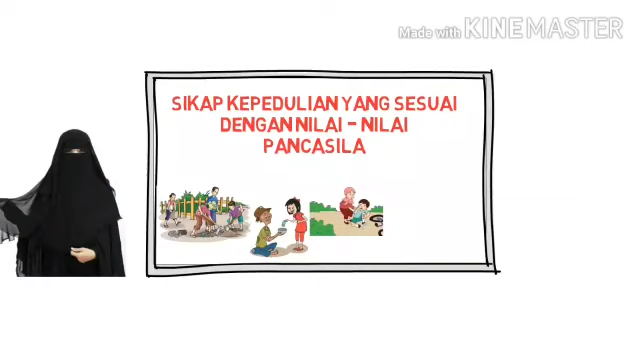 Made with KINEMASTER
SIKAP KEPEDULIAN YANG SESUAI
DENGAN NILAI - NILAI
PANCASILA